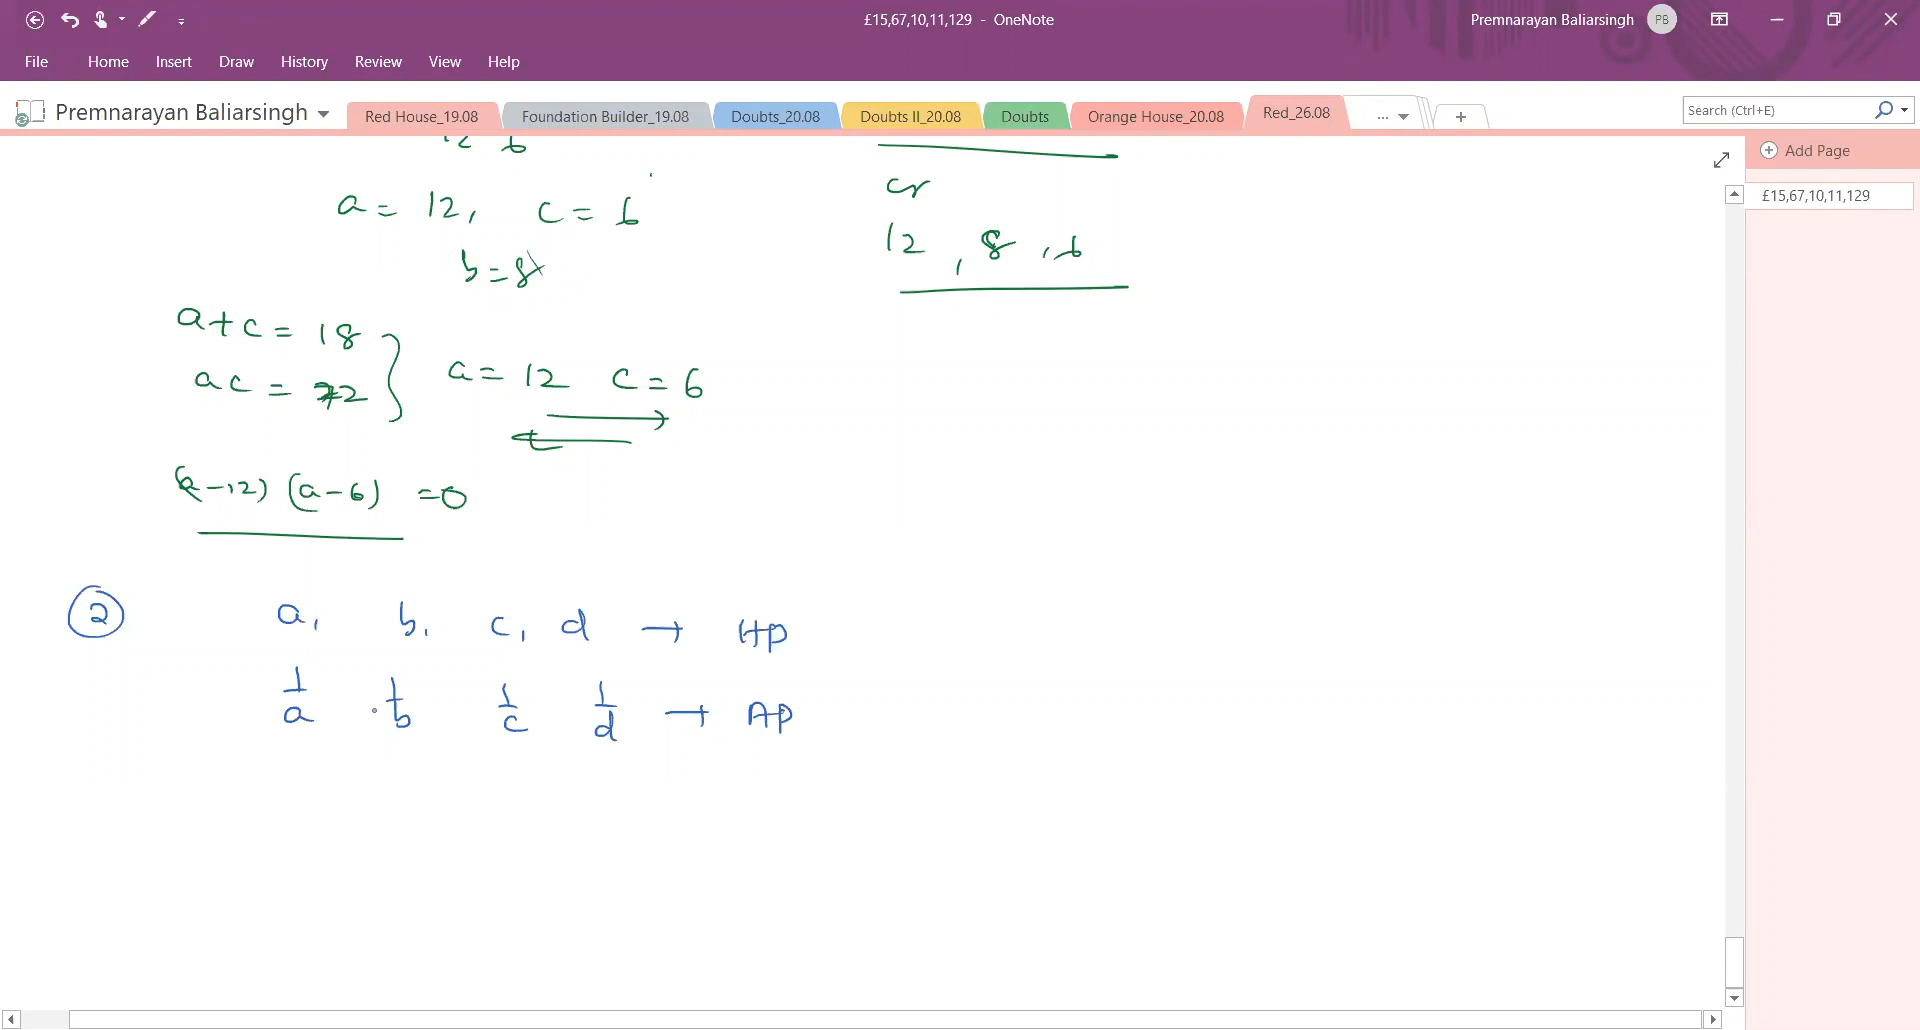 £15,67,10,11,129 - OneNote
Premnarayan Baliarsingh PB
File Home Insert Draw History Review View Help
Premnarayan Baliarsingh
Red House_19.08 Foundation Builder_19.08 Doubts_20.08 Doubts II_20.08 Doubts Orange House_20.08 Red_26.08 ... +
Search (Ctrl+E)
Add Page
£15,67,10,11,129
12 6
a = 12, c = 6
b = 8
or
12, 8, 6
a+c = 18
ac = 72
a = 12 c = 6
(a-12) (a-6) =0
2 a, b, c, d → HP
1/a 1/b 1/c 1/d → AP